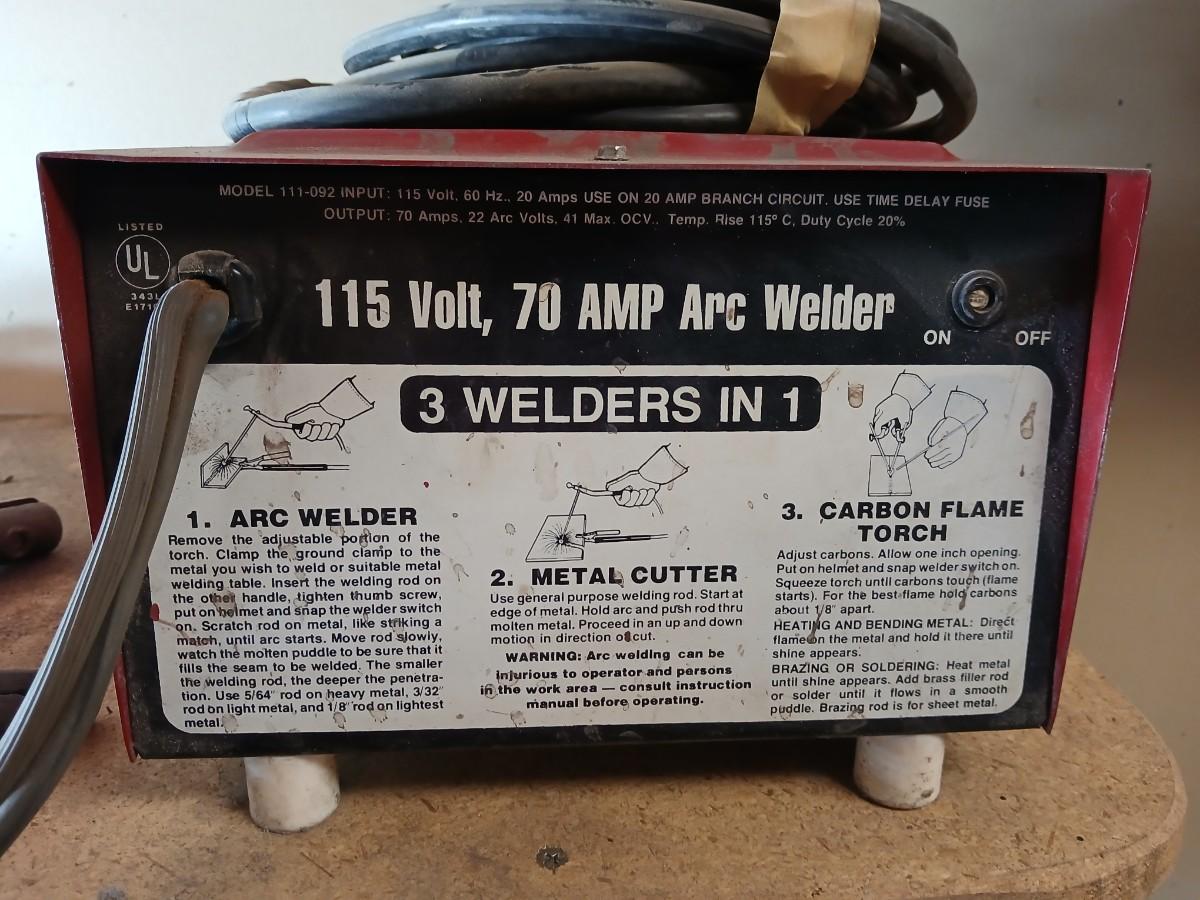 MODEL 111-092 INPUT: 115 Volt, 60 Hz., 20 Amps USE ON 20 AMP BRANCH CIRCUIT. USE TIME DELAY FUSE
OUTPUT: 70 Amps, 22 Arc Volts, 41 Max. OCV., Temp. Rise 115° C, Duty Cycle 20%
LISTED
UL
115 Volt, 70 AMP Arc Welder
ON OFF
3 WELDERS IN 1
1. ARC WELDER
Remove the adjustable portion of the
torch. Clamp the ground clamp to the
metal you wish to weld or suitable metal
welding table. Insert the welding rod on
the other handle, tighten thumb screw,
put on helmet and snap the welder switch
on. Scratch rod on metal, like striking a
match, until arc starts. Move rod slowly,
watch the molten puddle to be sure that it
fills the seam to be welded. The smaller
the welding rod, the deeper the penetra-
tion. Use 5/64" rod on heavy metal, 3/32"
rod on light metal, and 1/8" rod on lightest
metal.
2. METAL CUTTER
Use general purpose welding rod. Start at
edge of metal. Hold arc and push rod thru
molten metal. Proceed in an up and down
motion in direction of cut.
WARNING: Arc welding can be
injurious to operator and persons
in the work area — consult instruction
manual before operating.
3. CARBON FLAME
TORCH
Adjust carbons. Allow one inch opening.
Put on helmet and snap welder switch on.
Squeeze torch until carbons touch (flame
starts). For the best flame hold carbons
about 1/8" apart.
HEATING AND BENDING METAL: Direct
flame on the metal and hold it there until
shine appears.
BRAZING OR SOLDERING: Heat metal
until shine appears. Add brass filler rod
or solder until it flows in a smooth
puddle. Brazing rod is for sheet metal.